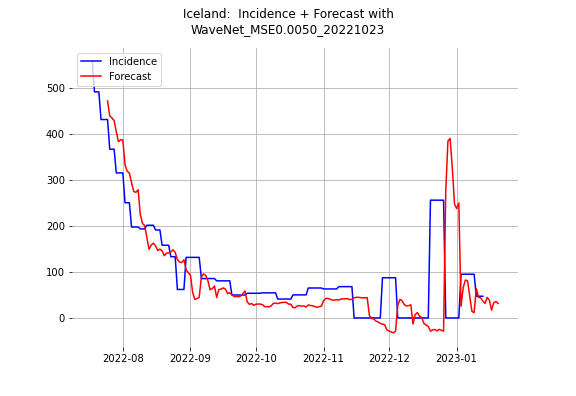 Iceland:  Incidence + Forecast with
WaveNet_MSE0.0050_20221023
Incidence
Forecast
500
400
300
200
100
0
2022-08 2022-09 2022-10 2022-11 2022-12 2023-01